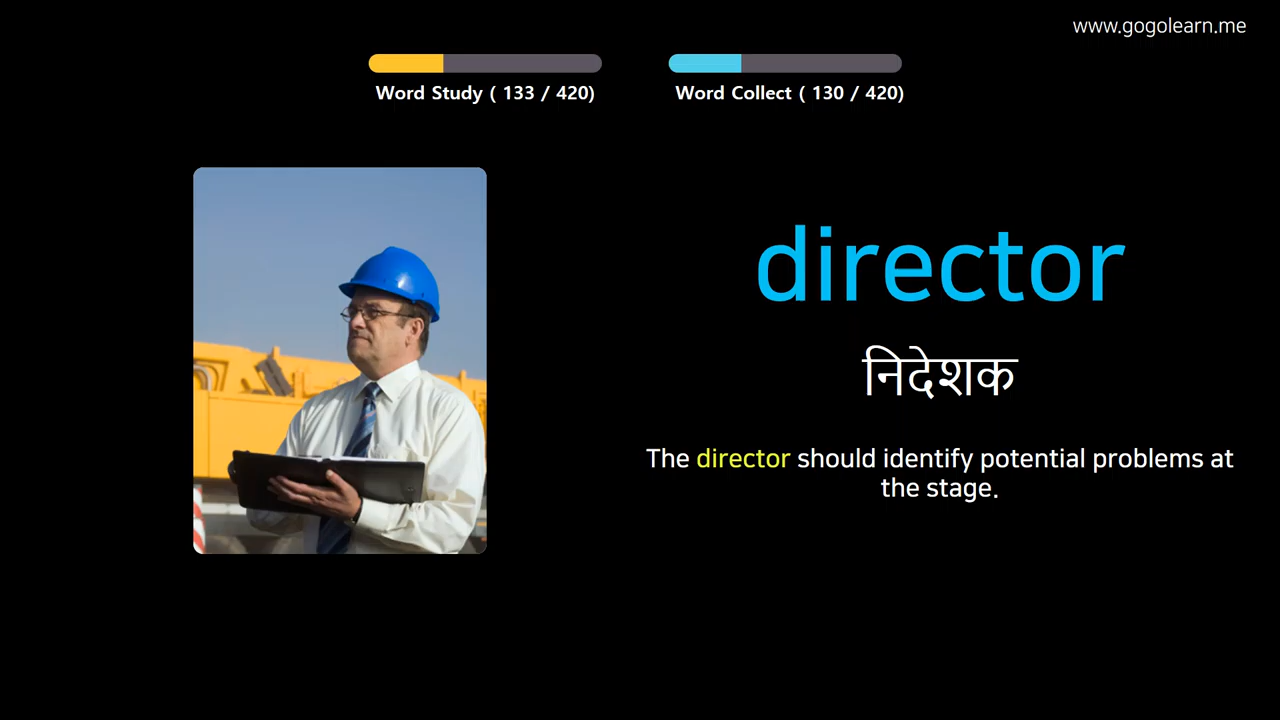 www.gogolearn.me
Word Study ( 133 / 420)
Word Collect ( 130 / 420)
director
निदेशक
The director should identify potential problems at
the stage.